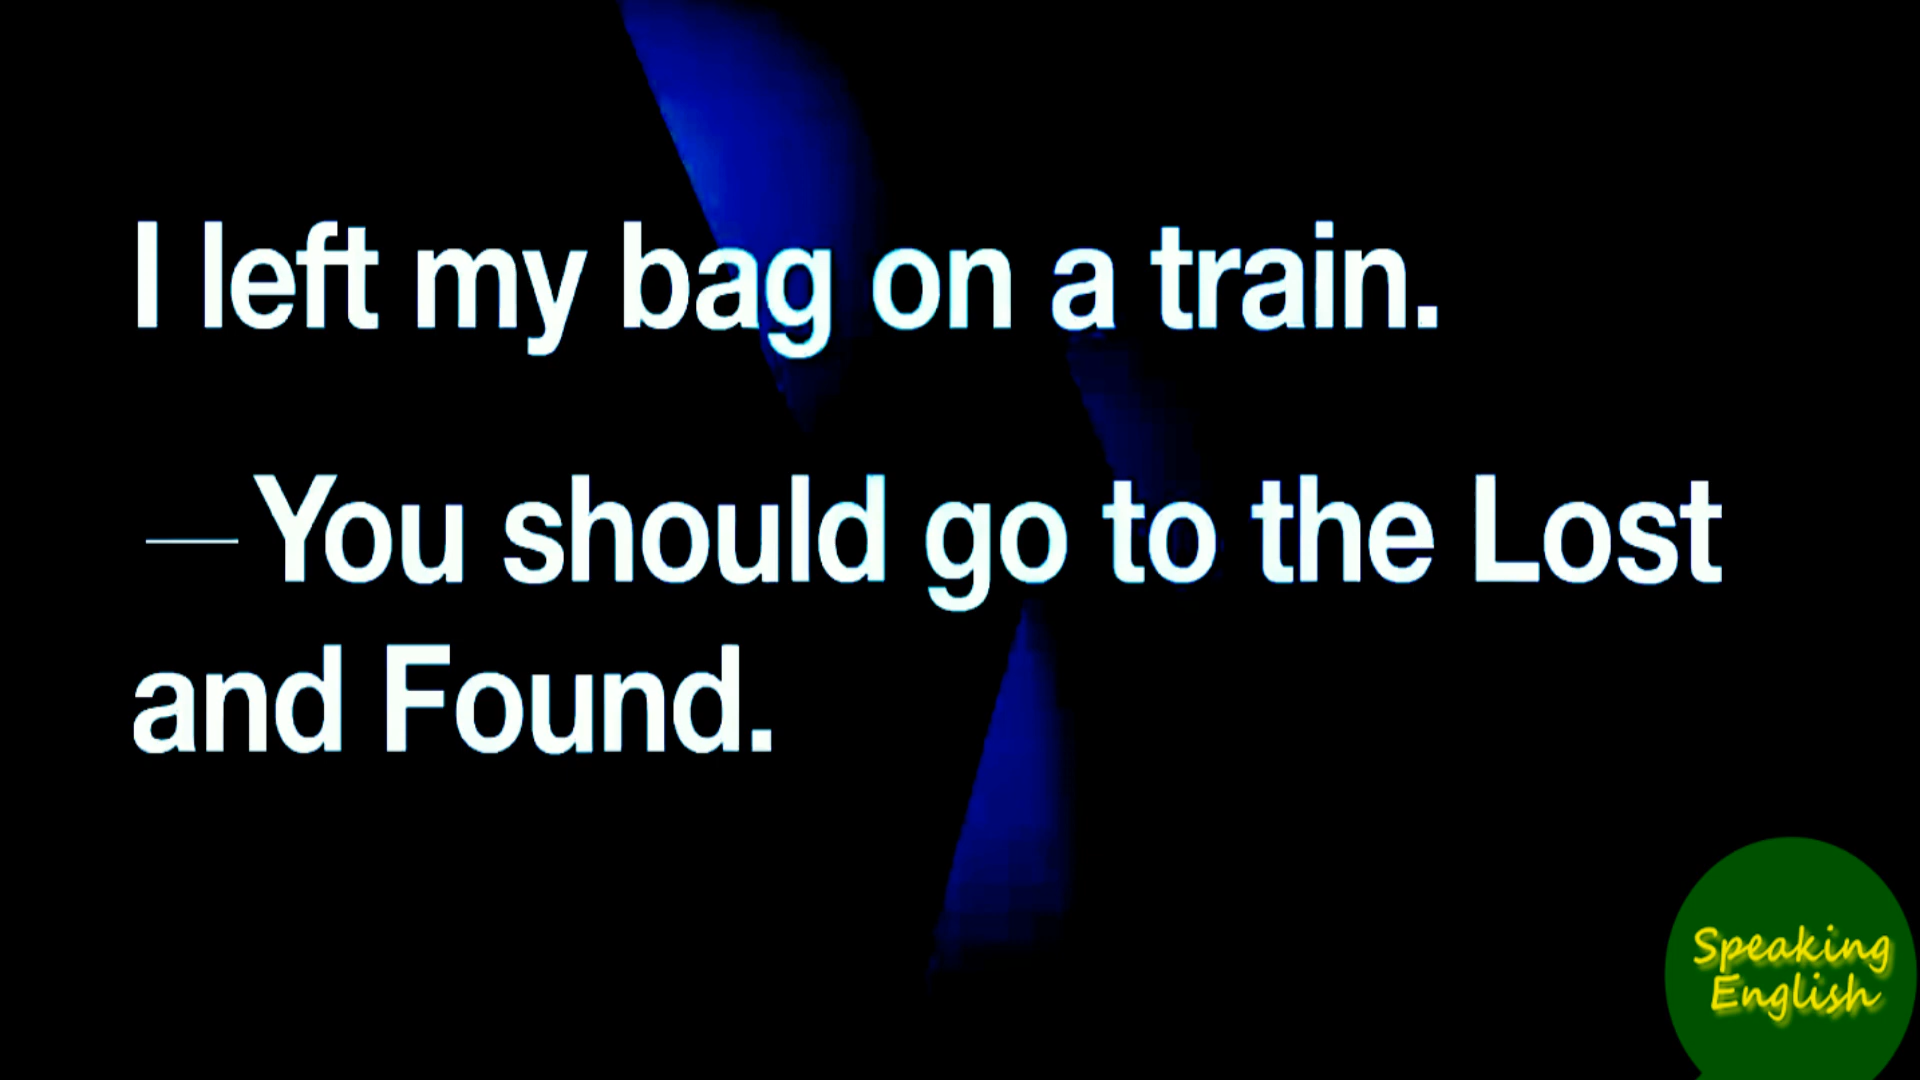 I left my bag on a train.
—You should go to the Lost
and Found.
Speaking
English